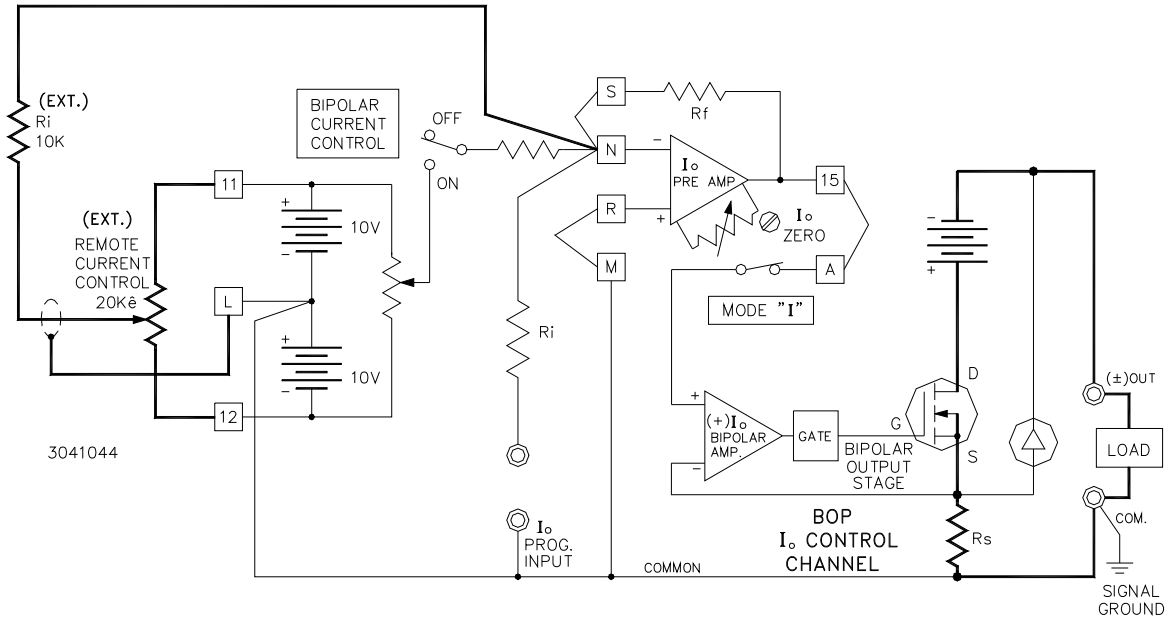 (EXT.)
Ri
10K
BIPOLAR
CURRENT
CONTROL
OFF
ON
S
Rf
N
−
Iₒ
PRE AMP
+
R
M
15
Iₒ
ZERO
A
MODE "I"
11
+
10V
−
L
+
10V
−
12
(EXT.)
REMOTE
CURRENT
CONTROL
20Kê
3041044
Ri
Iₒ
PROG.
INPUT
+
(+)Iₒ
BIPOLAR
AMP.
−
GATE
G
D
S
BIPOLAR
OUTPUT
STAGE
−
+
BOP
Iₒ CONTROL
CHANNEL
COMMON
Rs
(±)OUT
LOAD
COM.
SIGNAL
GROUND